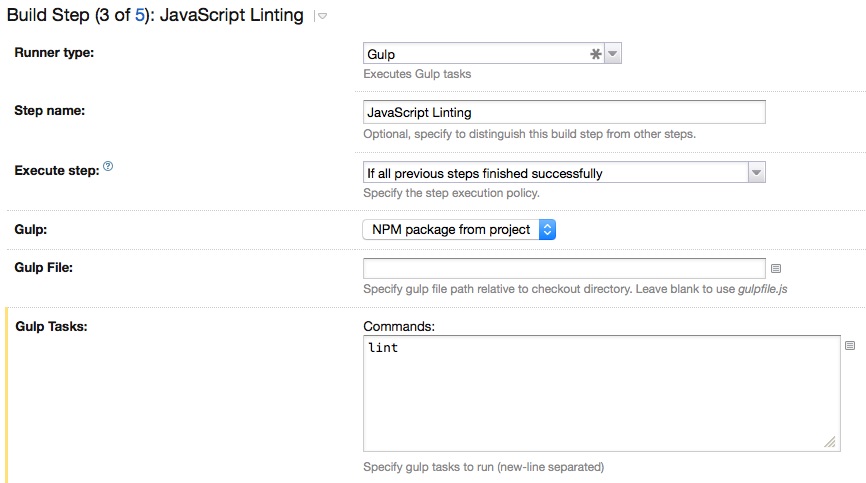 Build Step (3 of 5): JavaScript Linting
Runner type:
Gulp
Executes Gulp tasks
Step name:
JavaScript Linting
Optional, specify to distinguish this build step from other steps.
Execute step: ?
If all previous steps finished successfully
Specify the step execution policy.
Gulp:
NPM package from project
Gulp File:
Specify gulp file path relative to checkout directory. Leave blank to use gulpfile.js
Gulp Tasks:
Commands:
lint
Specify gulp tasks to run (new-line separated)